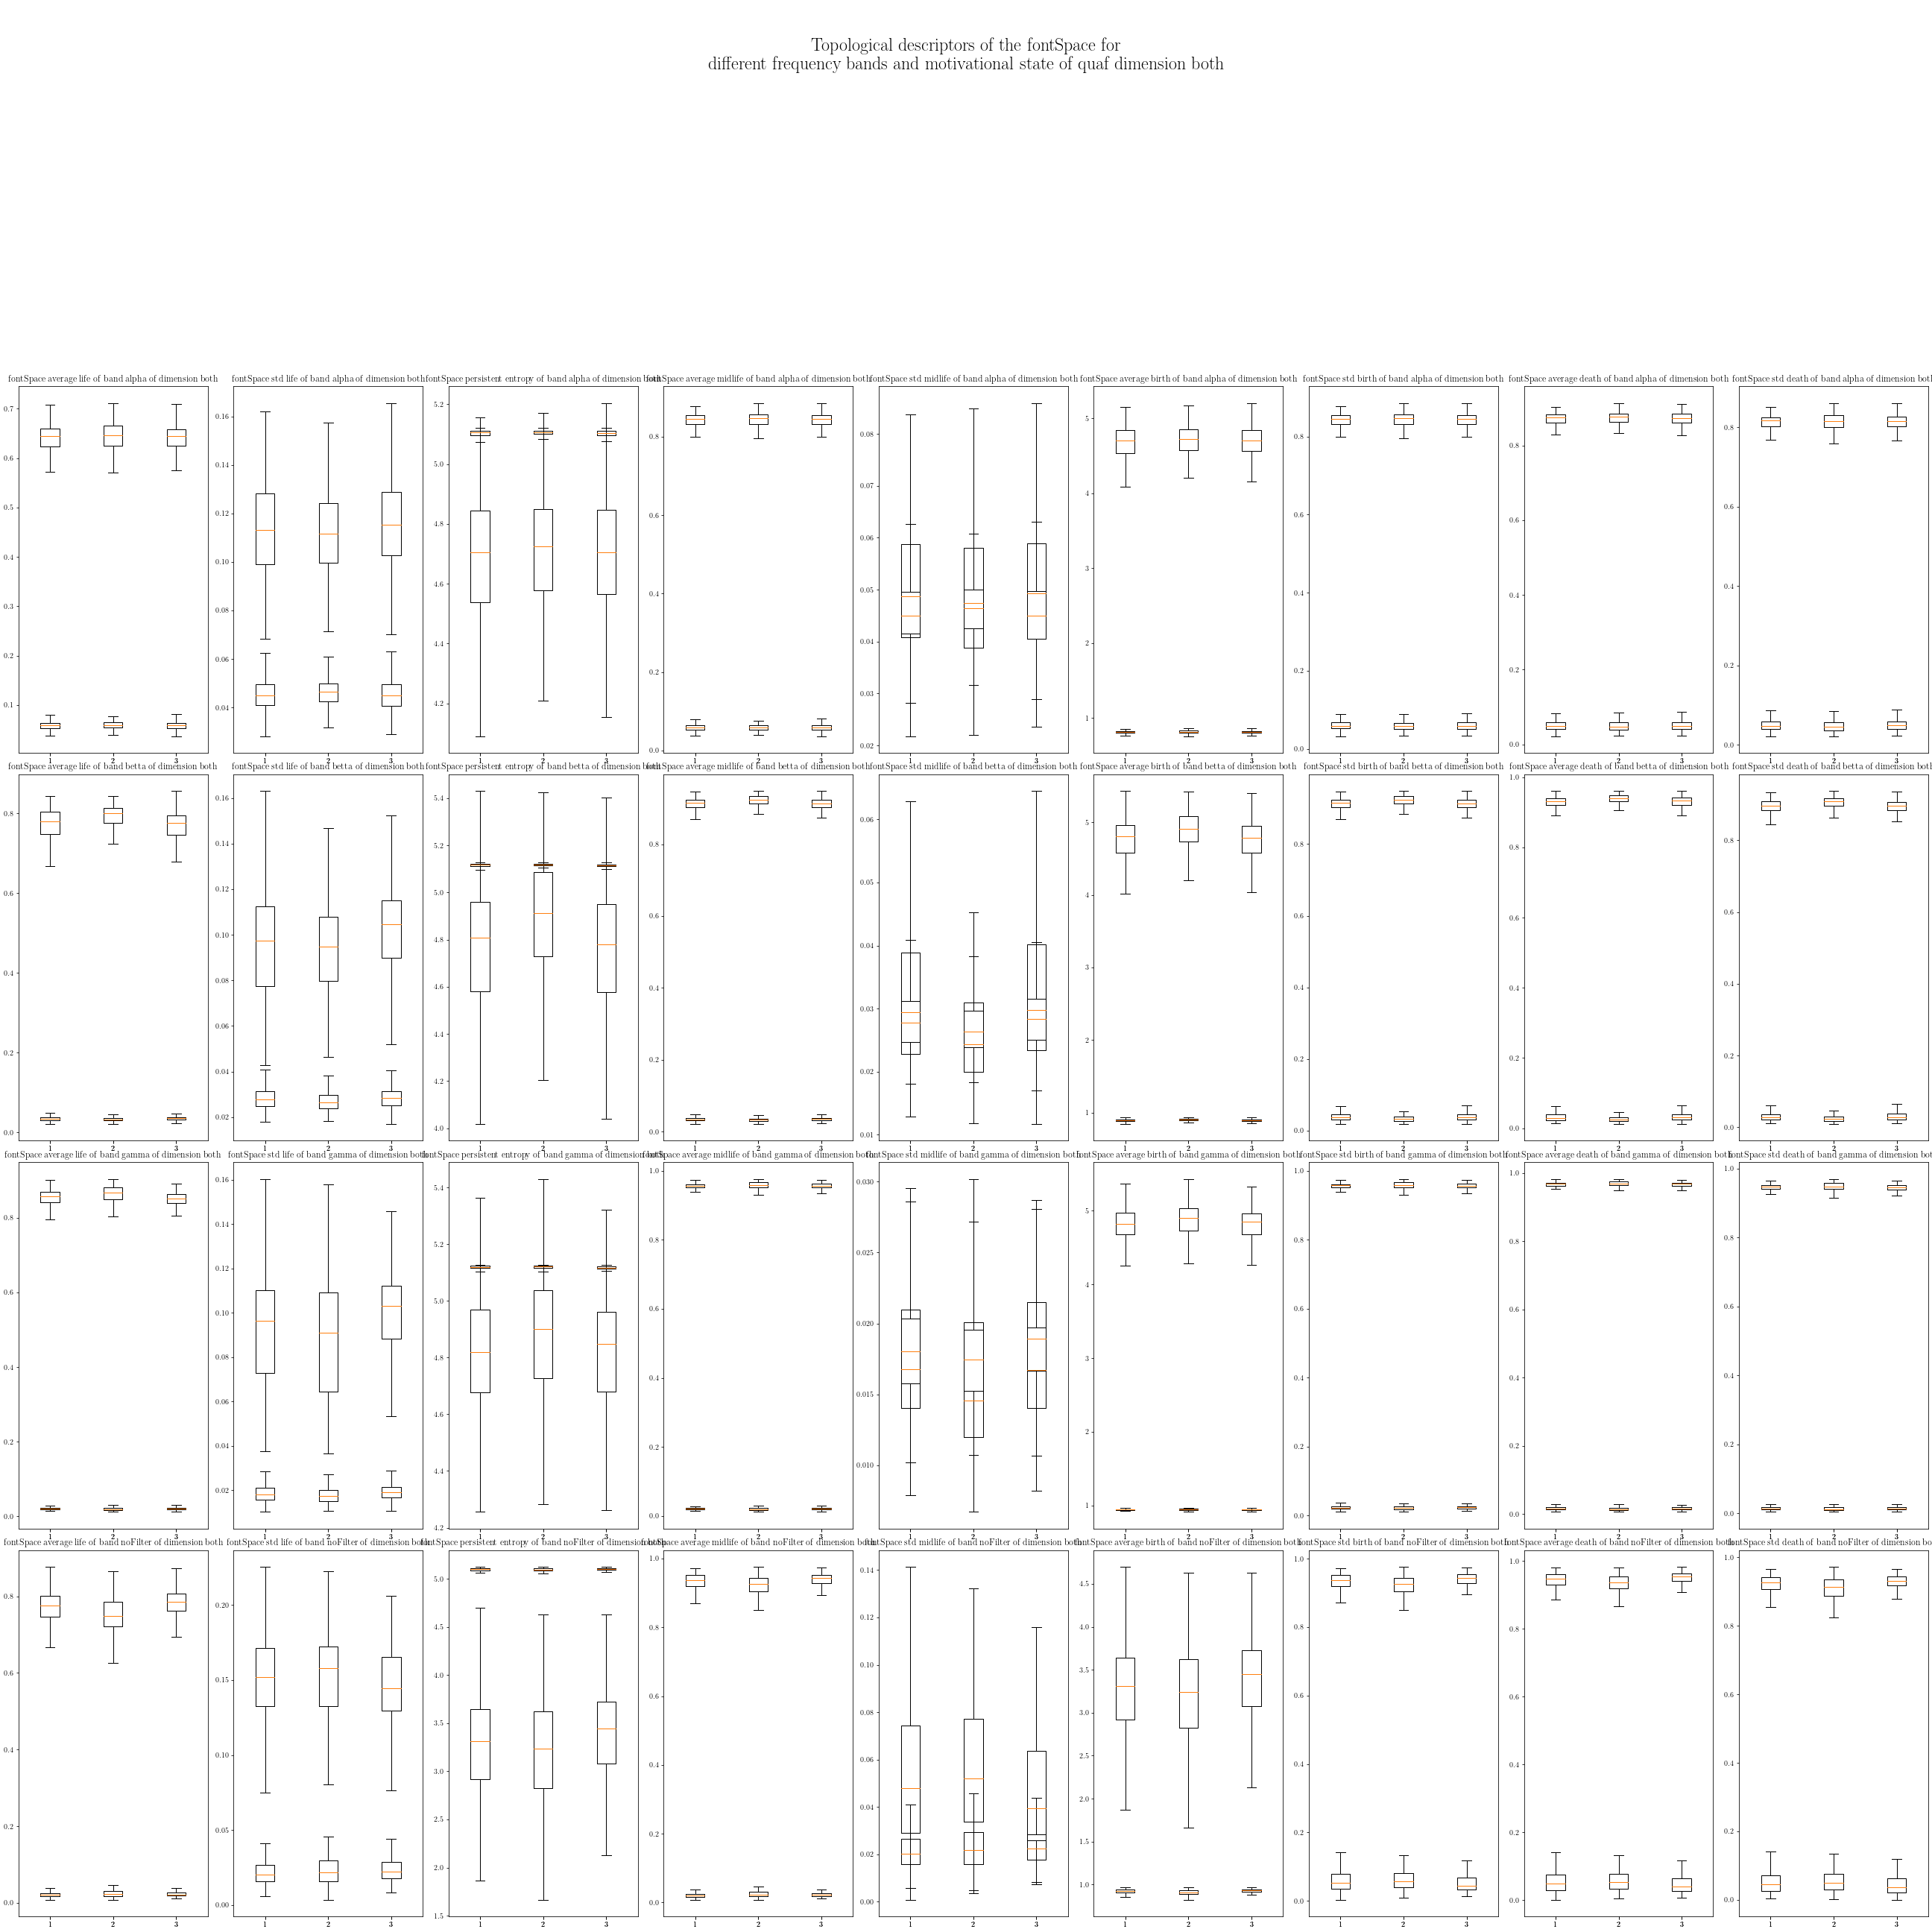 Topological descriptors of the fontSpace for
different frequency bands and motivational state of quaf dimension both
fontSpace average life of band alpha of dimension both
fontSpace std life of band alpha of dimension both
fontSpace persistent entropy of band alpha of dimension both
fontSpace average midlife of band alpha of dimension both
fontSpace std midlife of band alpha of dimension both
fontSpace average birth of band alpha of dimension both
fontSpace std birth of band alpha of dimension both
fontSpace average death of band alpha of dimension both
fontSpace std death of band alpha of dimension both
0.7 0.6 0.5 0.4 0.3 0.2 0.1
0.16 0.14 0.12 0.10 0.08 0.06 0.04
5.2 5.0 4.8 4.6 4.4 4.2
0.8 0.6 0.4 0.2 0.0
0.08 0.07 0.06 0.05 0.04 0.03 0.02
5 4 3 2 1
0.8 0.6 0.4 0.2 0.0
0.8 0.6 0.4 0.2 0.0
0.8 0.6 0.4 0.2 0.0
1 2 3 1 2 3 1 2 3 1 2 3 1 2 3 1 2 3 1 2 3 1 2 3 1 2 3
fontSpace average life of band betta of dimension both
fontSpace std life of band betta of dimension both
fontSpace persistent entropy of band betta of dimension both
fontSpace average midlife of band betta of dimension both
fontSpace std midlife of band betta of dimension both
fontSpace average birth of band betta of dimension both
fontSpace std birth of band betta of dimension both
fontSpace average death of band betta of dimension both
fontSpace std death of band betta of dimension both
0.8 0.6 0.4 0.2 0.0
0.16 0.14 0.12 0.10 0.08 0.06 0.04 0.02
5.4 5.2 5.0 4.8 4.6 4.4 4.2 4.0
0.8 0.6 0.4 0.2 0.0
0.06 0.05 0.04 0.03 0.02 0.01
5 4 3 2 1
0.8 0.6 0.4 0.2 0.0
1.0 0.8 0.6 0.4 0.2 0.0
0.8 0.6 0.4 0.2 0.0
1 2 3 1 2 3 1 2 3 1 2 3 1 2 3 1 2 3 1 2 3 1 2 3 1 2 3
fontSpace average life of band gamma of dimension both
fontSpace std life of band gamma of dimension both
fontSpace persistent entropy of band gamma of dimension both
fontSpace average midlife of band gamma of dimension both
fontSpace std midlife of band gamma of dimension both
fontSpace average birth of band gamma of dimension both
fontSpace std birth of band gamma of dimension both
fontSpace average death of band gamma of dimension both
fontSpace std death of band gamma of dimension both
0.8 0.6 0.4 0.2 0.0
0.16 0.14 0.12 0.10 0.08 0.06 0.04 0.02
5.4 5.2 5.0 4.8 4.6 4.4 4.2
1.0 0.8 0.6 0.4 0.2 0.0
0.030 0.025 0.020 0.015 0.010
5 4 3 2 1
1.0 0.8 0.6 0.4 0.2 0.0
1.0 0.8 0.6 0.4 0.2 0.0
1.0 0.8 0.6 0.4 0.2 0.0
1 2 3 1 2 3 1 2 3 1 2 3 1 2 3 1 2 3 1 2 3 1 2 3 1 2 3
fontSpace average life of band noFilter of dimension both
fontSpace std life of band noFilter of dimension both
fontSpace persistent entropy of band noFilter of dimension both
fontSpace average midlife of band noFilter of dimension both
fontSpace std midlife of band noFilter of dimension both
fontSpace average birth of band noFilter of dimension both
fontSpace std birth of band noFilter of dimension both
fontSpace average death of band noFilter of dimension both
fontSpace std death of band noFilter of dimension both
0.8 0.6 0.4 0.2 0.0
0.20 0.15 0.10 0.05 0.00
5.0 4.5 4.0 3.5 3.0 2.5 2.0 1.5
1.0 0.8 0.6 0.4 0.2 0.0
0.14 0.12 0.10 0.08 0.06 0.04 0.02 0.00
4.5 4.0 3.5 3.0 2.5 2.0 1.5 1.0
1.0 0.8 0.6 0.4 0.2 0.0
1.0 0.8 0.6 0.4 0.2 0.0
1.0 0.8 0.6 0.4 0.2 0.0
1 2 3 1 2 3 1 2 3 1 2 3 1 2 3 1 2 3 1 2 3 1 2 3 1 2 3